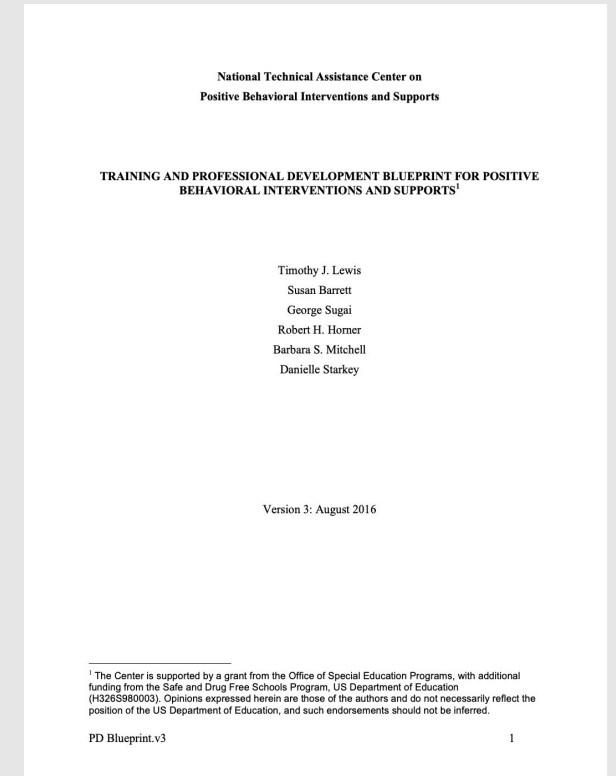 National Technical Assistance Center on
Positive Behavioral Interventions and Supports
TRAINING AND PROFESSIONAL DEVELOPMENT BLUEPRINT FOR POSITIVE
BEHAVIORAL INTERVENTIONS AND SUPPORTS1
Timothy J. Lewis
Susan Barrett
George Sugai
Robert H. Horner
Barbara S. Mitchell
Danielle Starkey
Version 3: August 2016
1 The Center is supported by a grant from the Office of Special Education Programs, with additional
funding from the Safe and Drug Free Schools Program, US Department of Education
(H326S980003). Opinions expressed herein are those of the authors and do not necessarily reflect the
position of the US Department of Education, and such endorsements should not be inferred.
PD Blueprint.v3 1